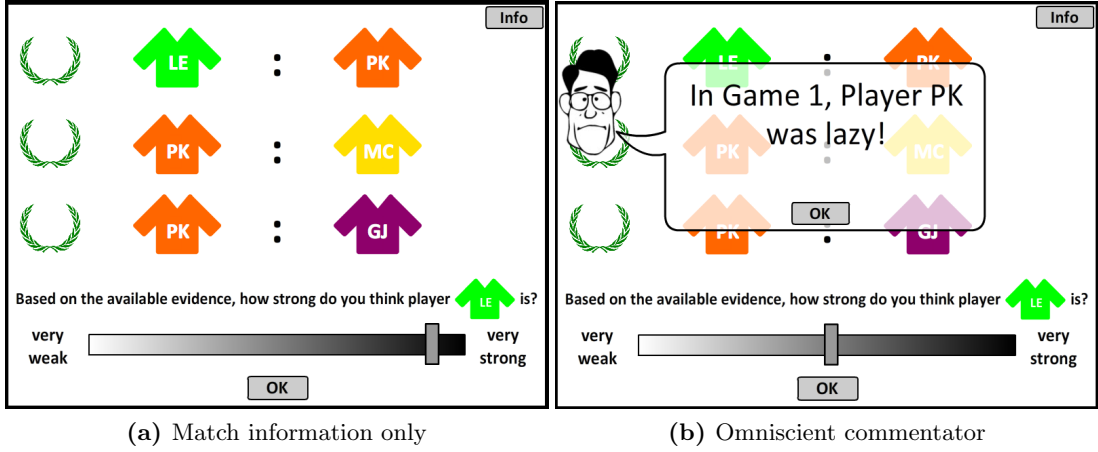 Info
LE : PK
PK : MC
PK : GJ
Based on the available evidence, how strong do you think player LE is?
very weak
very strong
OK
(a) Match information only
Info
LE : PK
In Game 1, Player PK
was lazy!
PK : MC
OK
PK : GJ
Based on the available evidence, how strong do you think player LE is?
very weak
very strong
OK
(b) Omniscient commentator